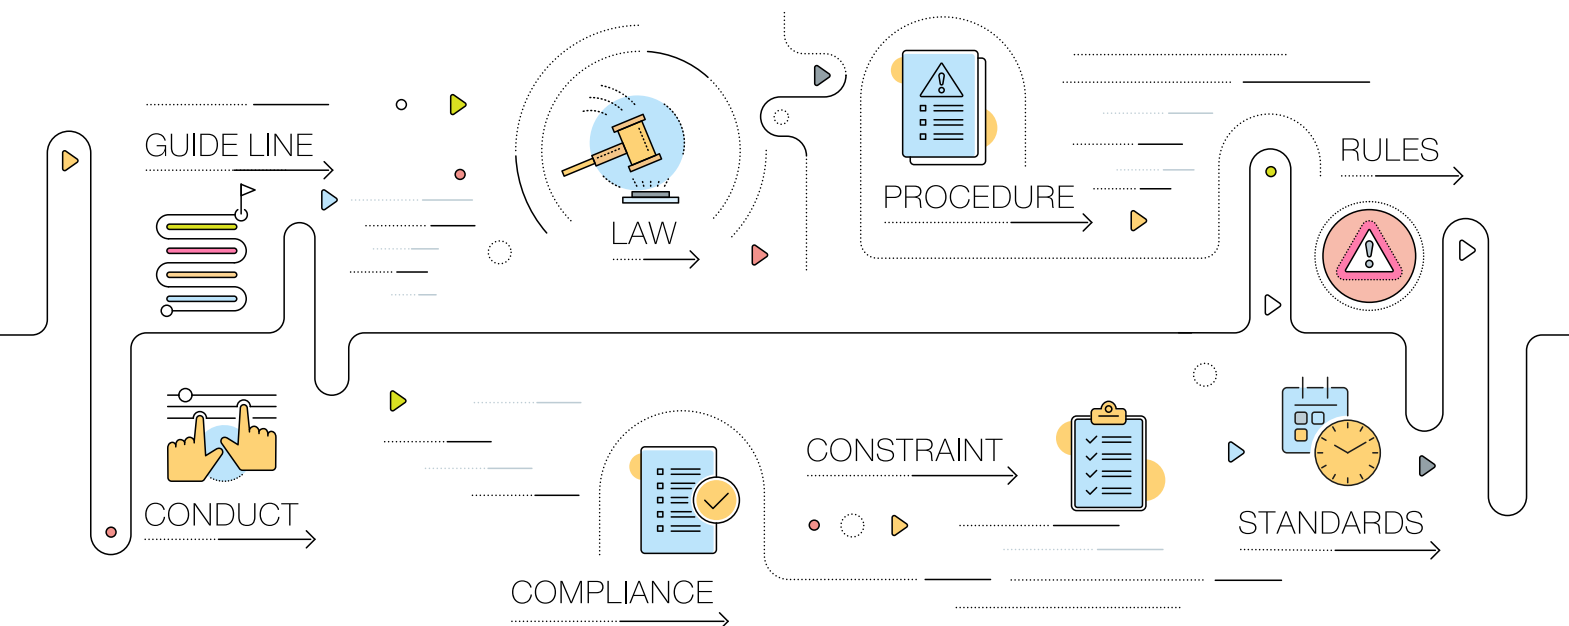 GUIDE LINE
LAW
PROCEDURE
RULES
CONDUCT
COMPLIANCE
CONSTRAINT
STANDARDS